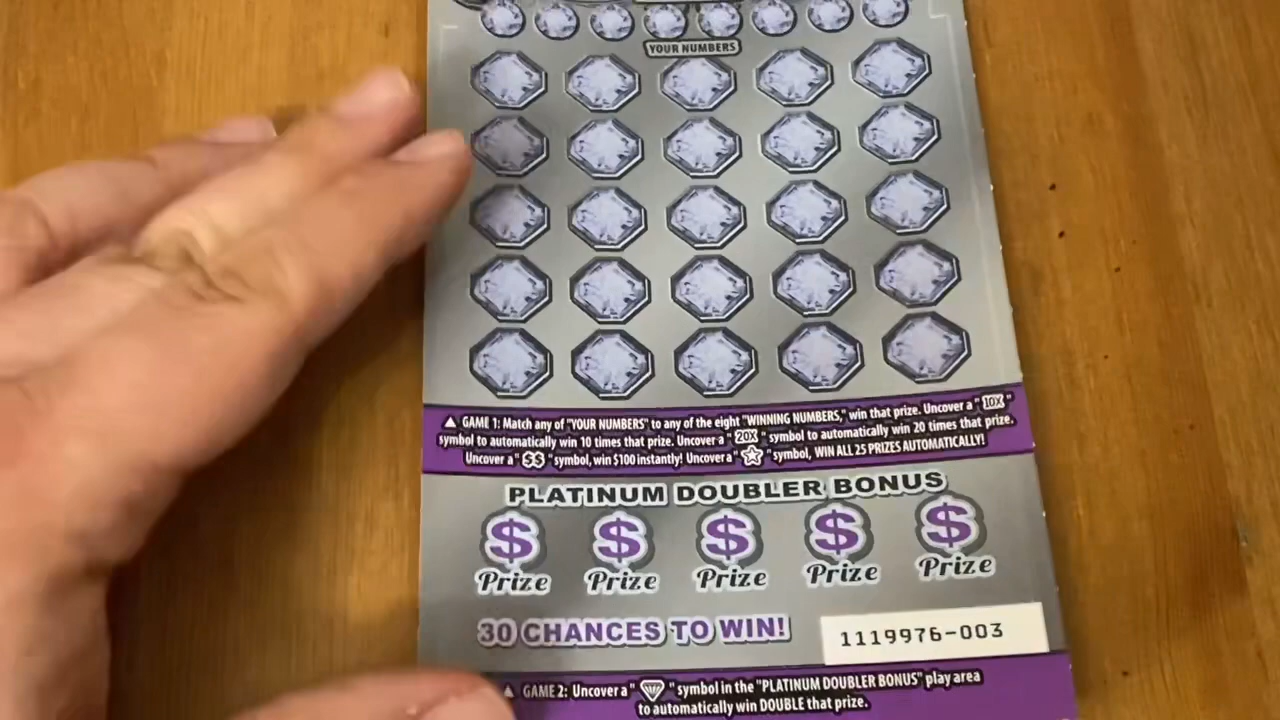 YOUR NUMBERS
▲ GAME 1: Match any of "YOUR NUMBERS" to any of the eight "WINNING NUMBERS," win that prize. Uncover a "10X"
symbol to automatically win 10 times that prize. Uncover a "20X" symbol to automatically win 20 times that prize.
Uncover a "$$" symbol, win $100 instantly! Uncover a "☆" symbol, WIN ALL 25 PRIZES AUTOMATICALLY!
PLATINUM DOUBLER BONUS
$ $ $ $ $
Prize Prize Prize Prize Prize
30 CHANCES TO WIN!
1119976-003
▲ GAME 2: Uncover a " " symbol in the "PLATINUM DOUBLER BONUS" play area
to automatically win DOUBLE that prize.